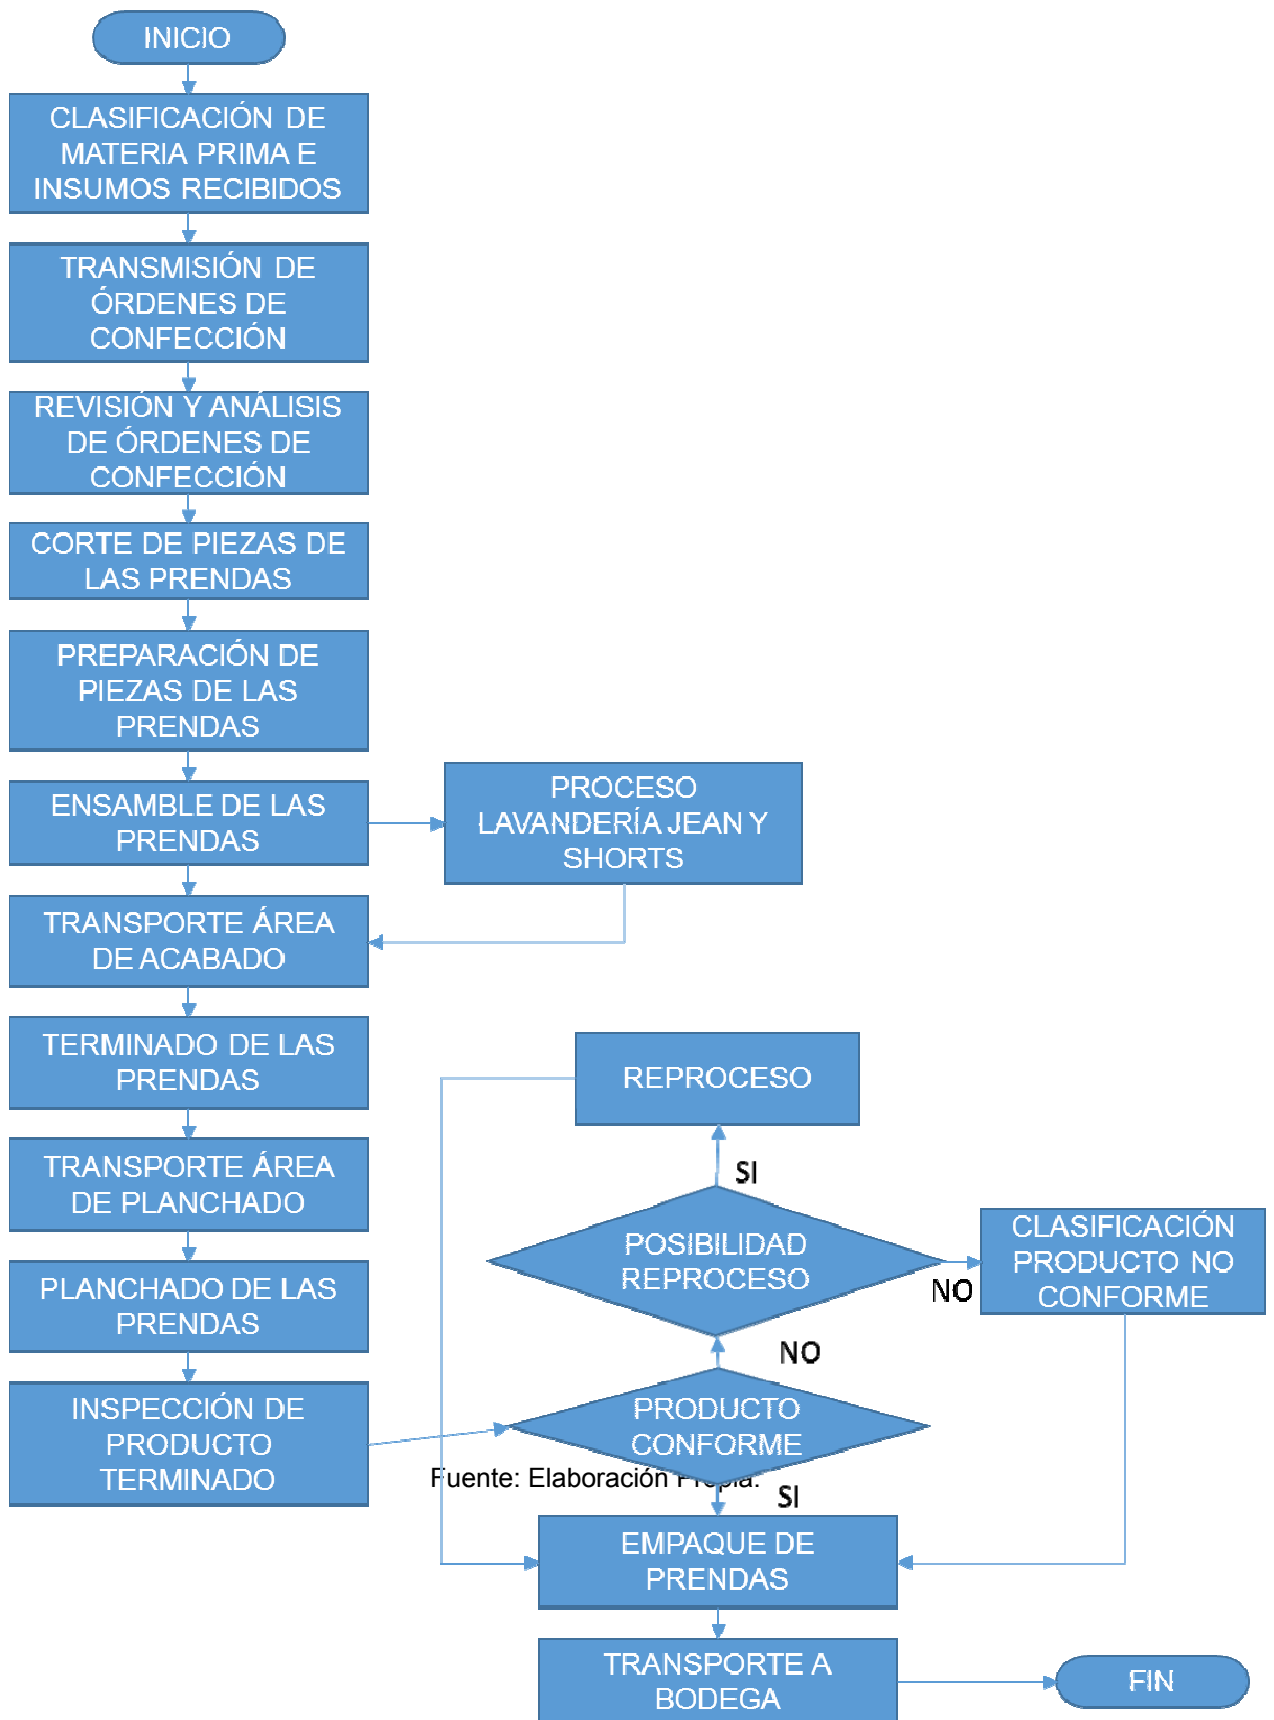 INICIO
CLASIFICACIÓN DE
MATERIA PRIMA E
INSUMOS RECIBIDOS
TRANSMISIÓN DE
ÓRDENES DE
CONFECCIÓN
REVISIÓN Y ANÁLISIS
DE ÓRDENES DE
CONFECCIÓN
CORTE DE PIEZAS DE
LAS PRENDAS
PREPARACIÓN DE
PIEZAS DE LAS
PRENDAS
ENSAMBLE DE LAS
PRENDAS
PROCESO
LAVANDERÍA JEAN Y
SHORTS
TRANSPORTE ÁREA
DE ACABADO
TERMINADO DE LAS
PRENDAS
TRANSPORTE ÁREA
DE PLANCHADO
PLANCHADO DE LAS
PRENDAS
INSPECCIÓN DE
PRODUCTO
TERMINADO
REPROCESO
SI
POSIBILIDAD
REPROCESO
NO
CLASIFICACIÓN
PRODUCTO NO
CONFORME
NO
PRODUCTO
CONFORME
Fuente: Elaboración Propia.
SI
EMPAQUE DE
PRENDAS
TRANSPORTE A
BODEGA
FIN